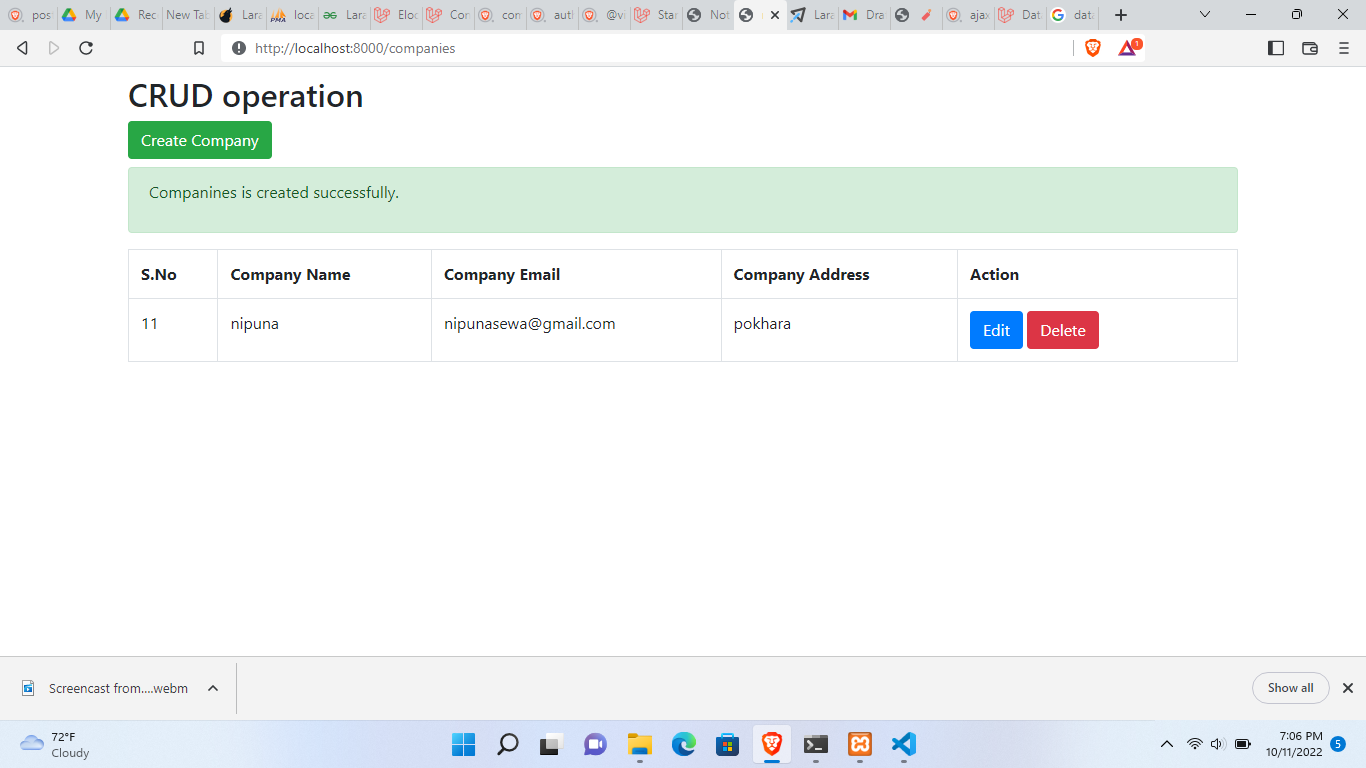 pos My Rec New Tab Lara loca Lara Eloc Con com auth @vi Star Not Lara Dra ajax Dat data
http://localhost:8000/companies 1
CRUD operation
Create Company
Companines is created successfully.
S.No Company Name Company Email Company Address Action
11 nipuna nipunasewa@gmail.com pokhara Edit Delete
Screencast from....webm Show all
72°F
Cloudy
7:06 PM
10/11/2022 5